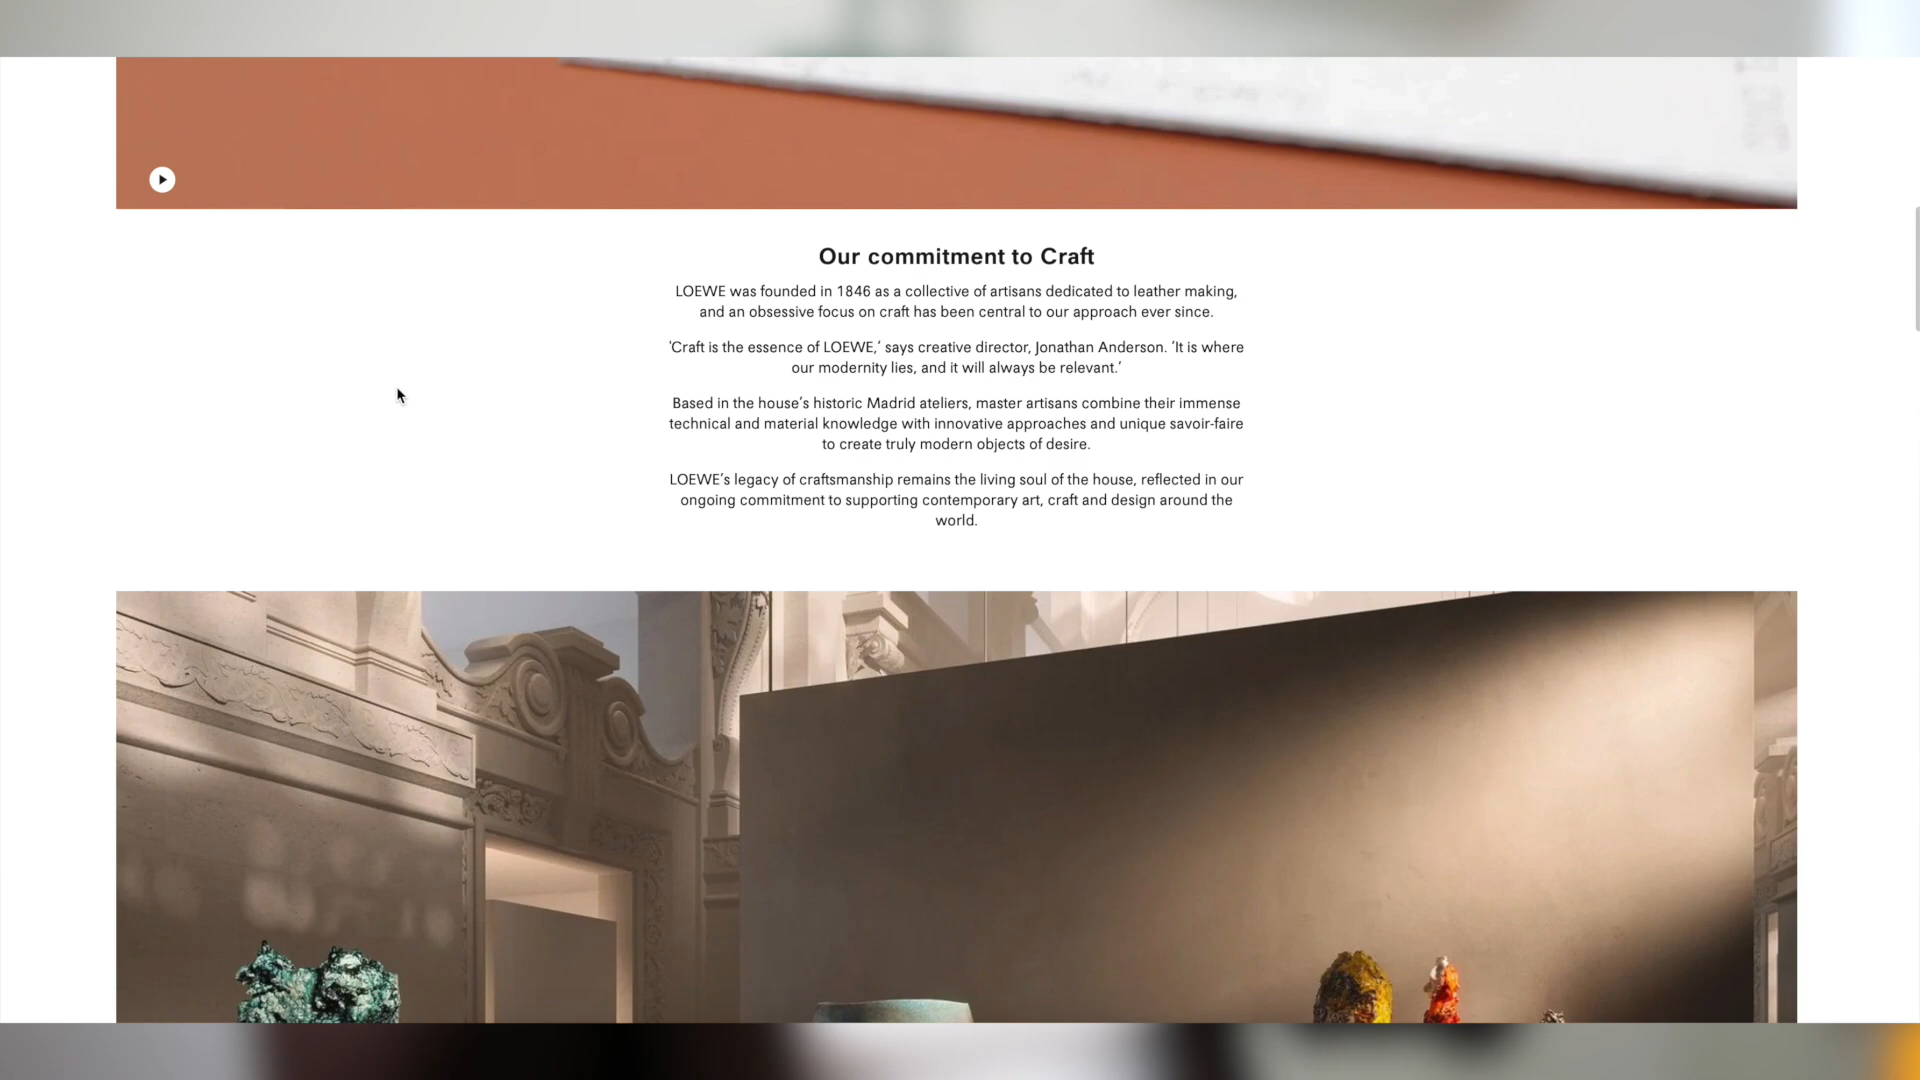 Our commitment to Craft
LOEWE was founded in 1846 as a collective of artisans dedicated to leather making,
and an obsessive focus on craft has been central to our approach ever since.
'Craft is the essence of LOEWE,’ says creative director, Jonathan Anderson. ‘It is where
our modernity lies, and it will always be relevant.’
Based in the house’s historic Madrid ateliers, master artisans combine their immense
technical and material knowledge with innovative approaches and unique savoir-faire
to create truly modern objects of desire.
LOEWE’s legacy of craftsmanship remains the living soul of the house, reflected in our
ongoing commitment to supporting contemporary art, craft and design around the
world.